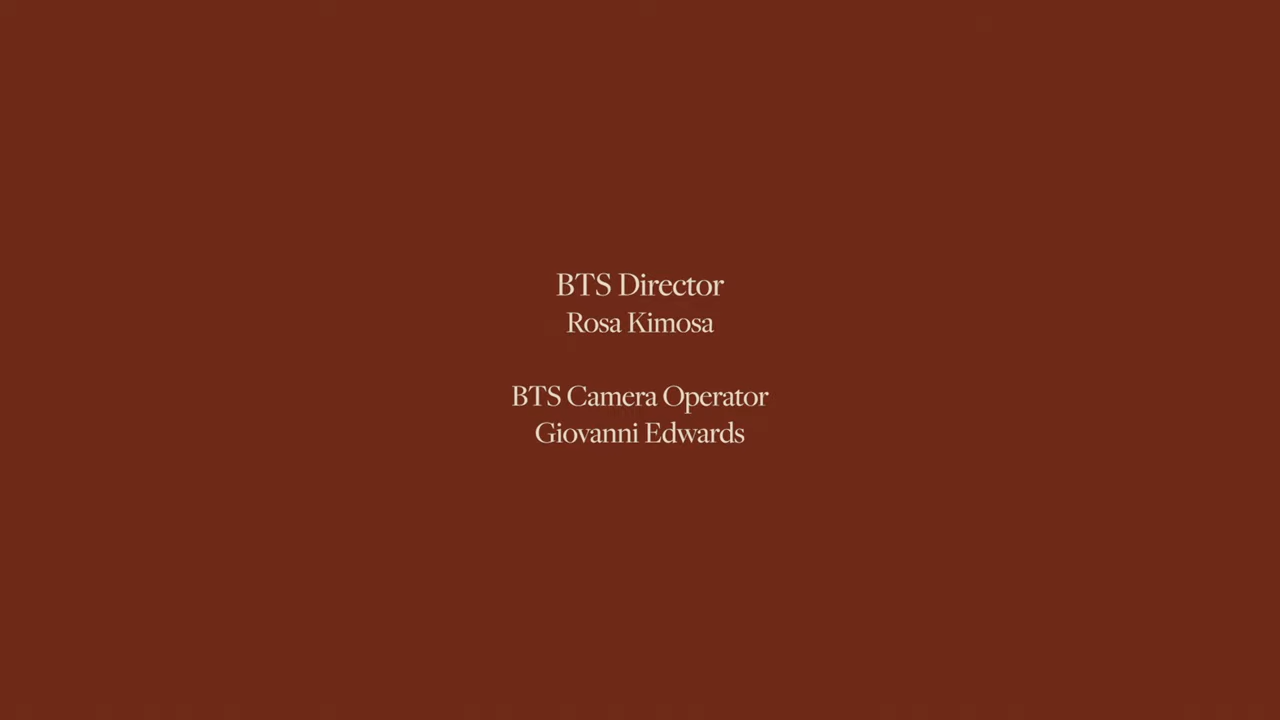 BTS Director
Rosa Kimosa
BTS Camera Operator
Giovanni Edwards